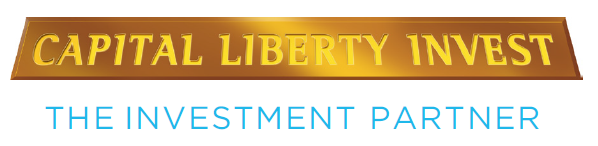 CAPITAL LIBERTY INVEST
THE INVESTMENT PARTNER